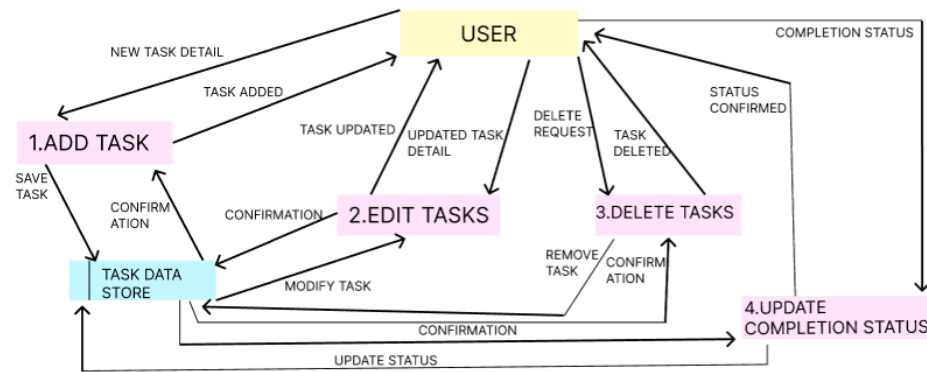 USER
COMPLETION STATUS
NEW TASK DETAIL
TASK ADDED
STATUS
CONFIRMED
DELETE
REQUEST
TASK UPDATED
UPDATED TASK
DETAIL
TASK
DELETED
1.ADD TASK
SAVE
TASK
CONFIRM
ATION
CONFIRMATION
2.EDIT TASKS
3.DELETE TASKS
REMOVE
TASK
CONFIRM
ATION
TASK DATA
STORE
MODIFY TASK
4.UPDATE
COMPLETION STATUS
CONFIRMATION
UPDATE STATUS